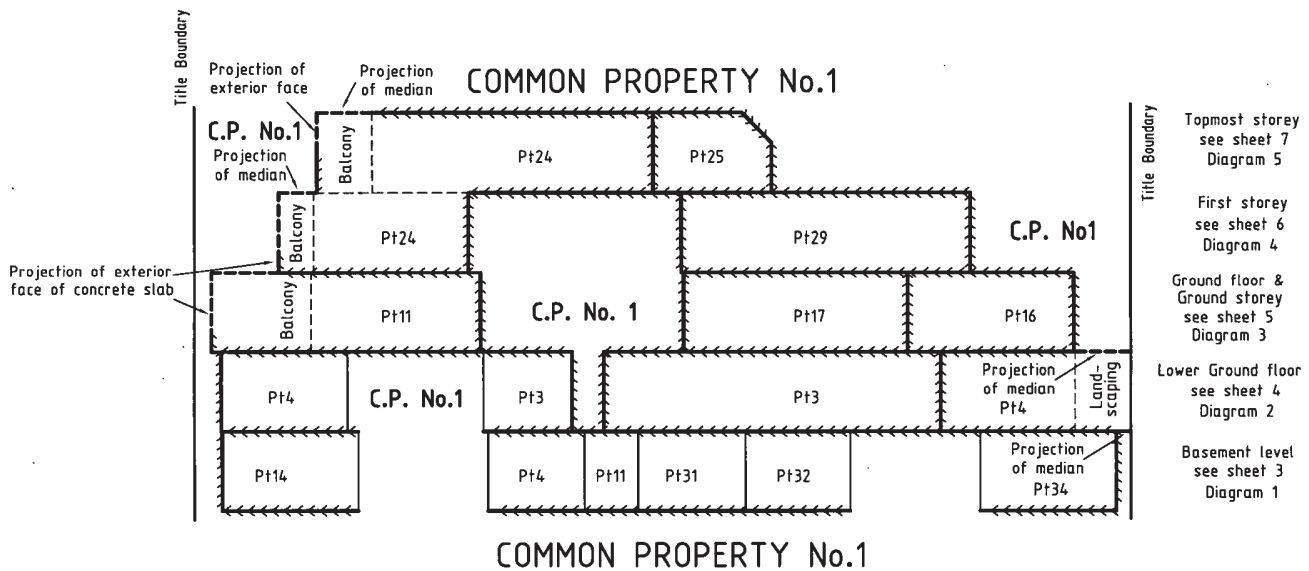 Title Boundary
Projection of
exterior face
Projection
of median
COMMON PROPERTY No.1
C.P. No.1
Projection
of median
Balcony
Pt24
Pt25
Title Boundary
Topmost storey
see sheet 7
Diagram 5
Balcony
Pt24
Pt29
C.P. No1
First storey
see sheet 6
Diagram 4
Projection of exterior
face of concrete slab
Balcony
Pt11
C.P. No. 1
Pt17
Pt16
Ground floor &
Ground storey
see sheet 5
Diagram 3
Pt4
C.P. No.1
Pt3
Pt3
Projection
of median
Pt4
Land-
scaping
Lower Ground floor
see sheet 4
Diagram 2
Pt14
Pt4
Pt11
Pt31
Pt32
Projection
of median
Pt34
Basement level
see sheet 3
Diagram 1
COMMON PROPERTY No.1